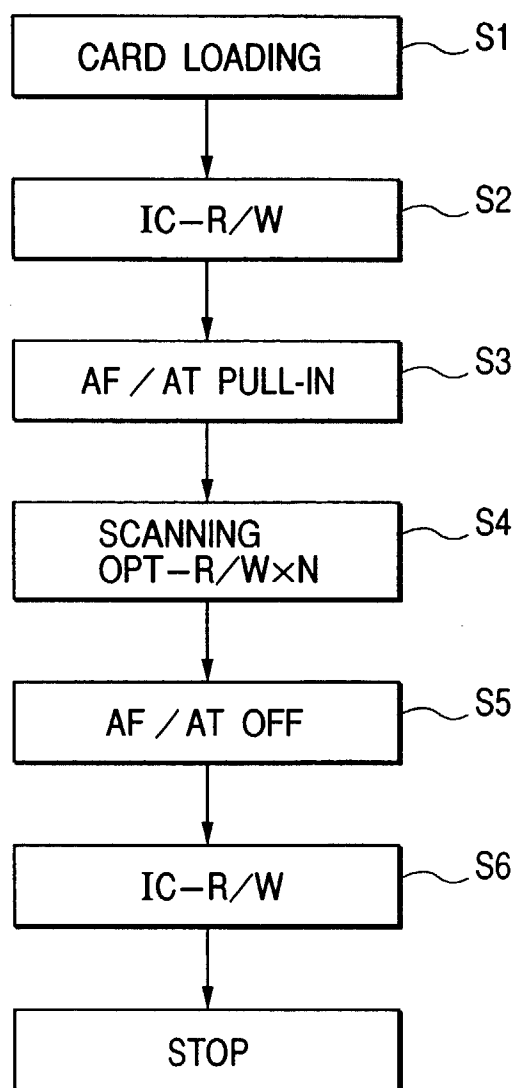 CARD LOADING
S1
IC–R/W
S2
AF/AT PULL-IN
S3
SCANNING
OPT–R/W×N
S4
AF/AT OFF
S5
IC–R/W
S6
STOP